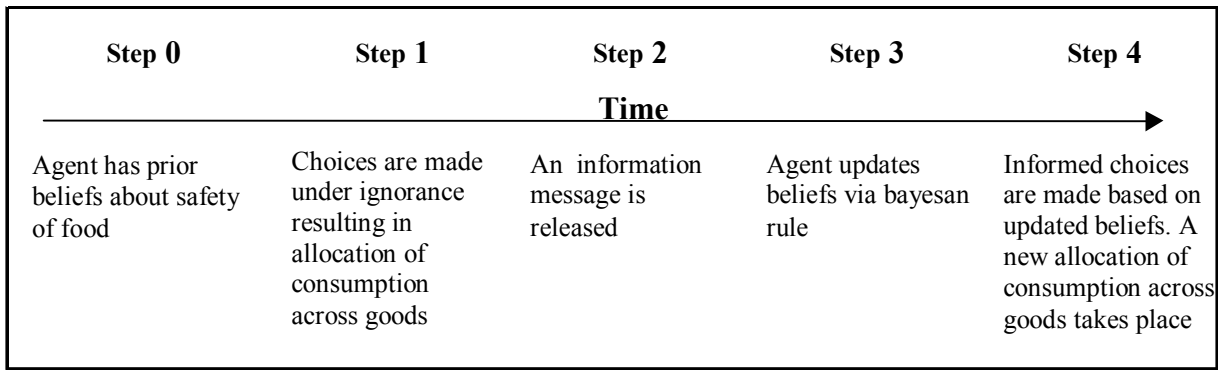 Step 0
Step 1
Step 2
Step 3
Step 4
Time
Agent has prior
beliefs about safety
of food
Choices are made
under ignorance
resulting in
allocation of
consumption
across goods
An information
message is
released
Agent updates
beliefs via bayesan
rule
Informed choices
are made based on
updated beliefs. A
new allocation of
consumption across
goods takes place